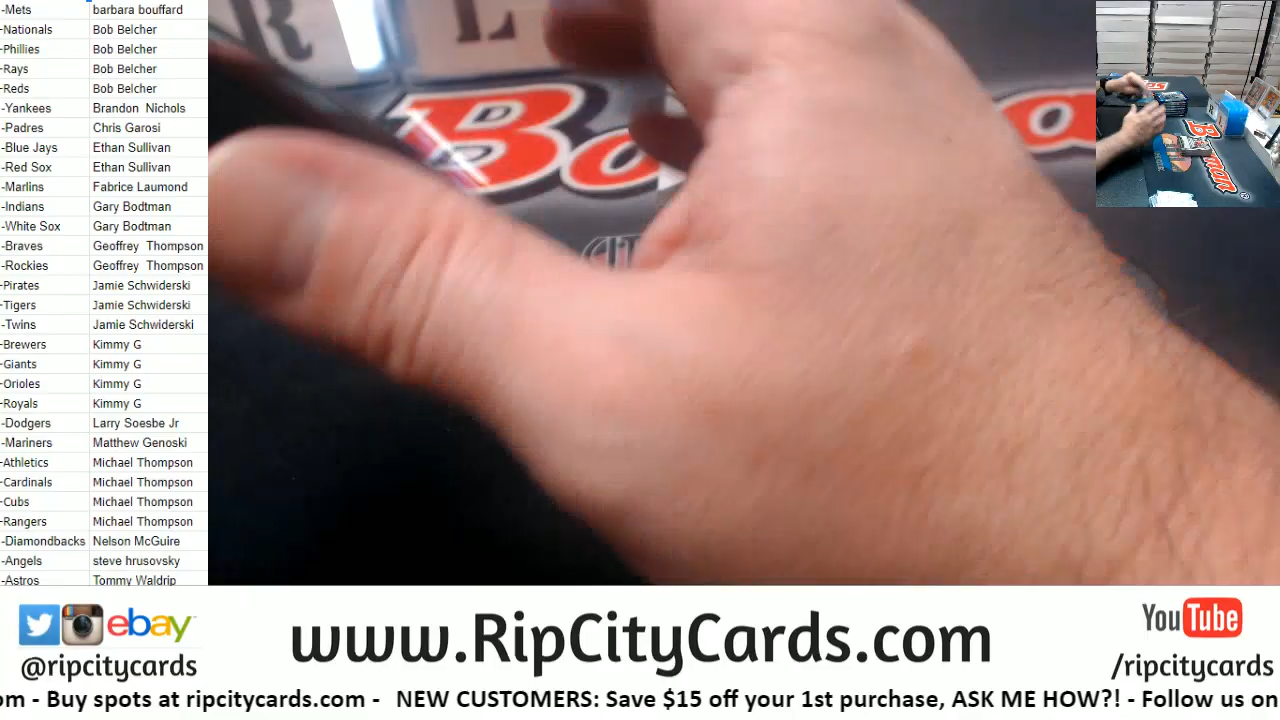 -Mets barbara bouffard
-Nationals Bob Belcher
-Phillies Bob Belcher
-Rays Bob Belcher
-Reds Bob Belcher
-Yankees Brandon Nichols
-Padres Chris Garosi
-Blue Jays Ethan Sullivan
-Red Sox Ethan Sullivan
-Marlins Fabrice Laumond
-Indians Gary Bodtman
-White Sox Gary Bodtman
-Braves Geoffrey Thompson
-Rockies Geoffrey Thompson
-Pirates Jamie Schwiderski
-Tigers Jamie Schwiderski
-Twins Jamie Schwiderski
-Brewers Kimmy G
-Giants Kimmy G
-Orioles Kimmy G
-Royals Kimmy G
-Dodgers Larry Soesbe Jr
-Mariners Matthew Genoski
-Athletics Michael Thompson
-Cardinals Michael Thompson
-Cubs Michael Thompson
-Rangers Michael Thompson
-Diamondbacks Nelson McGuire
-Angels steve hrusovsky
-Astros Tommy Waldrip
R L
Bo
B man
ebay
@ripcitycards
www.RipCityCards.com
YouTube
/ripcitycards
om - Buy spots at ripcitycards.com - NEW CUSTOMERS: Save $15 off your 1st purchase, ASK ME HOW?! - Follow us on